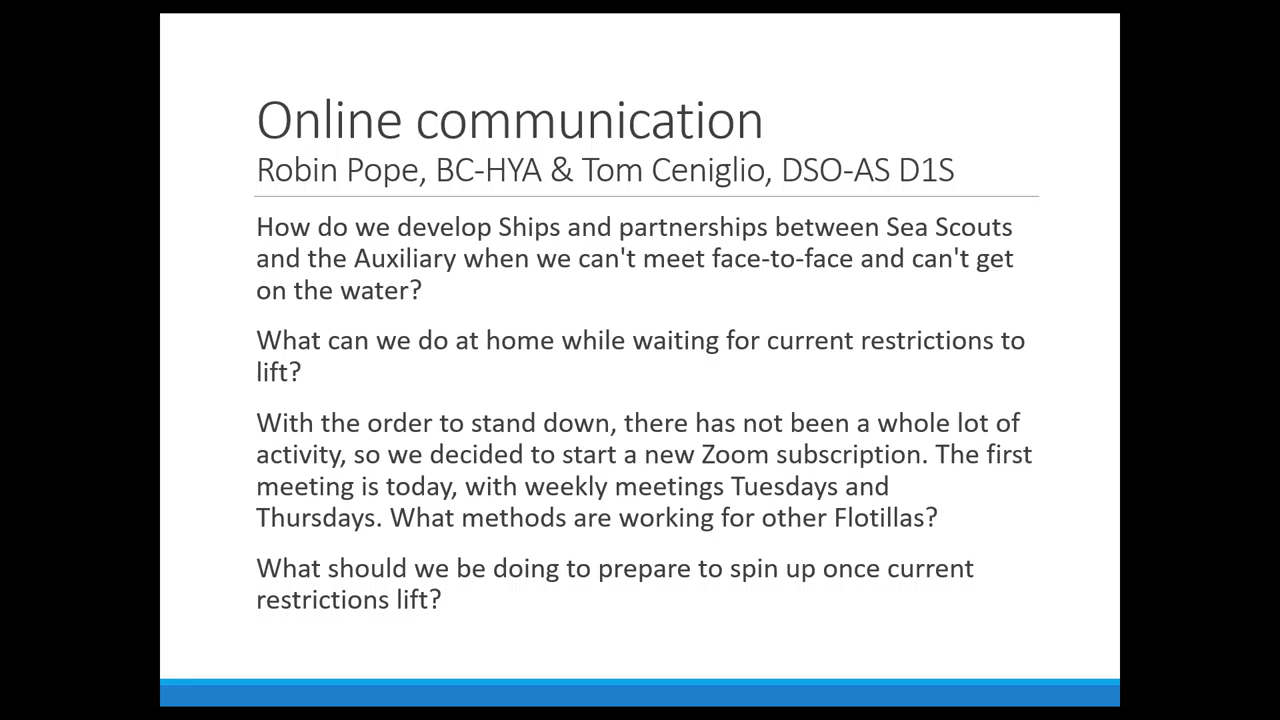 Online communication
Robin Pope, BC-HYA & Tom Ceniglio, DSO-AS D1S
How do we develop Ships and partnerships between Sea Scouts
and the Auxiliary when we can't meet face-to-face and can't get
on the water?
What can we do at home while waiting for current restrictions to
lift?
With the order to stand down, there has not been a whole lot of
activity, so we decided to start a new Zoom subscription. The first
meeting is today, with weekly meetings Tuesdays and
Thursdays. What methods are working for other Flotillas?
What should we be doing to prepare to spin up once current
restrictions lift?